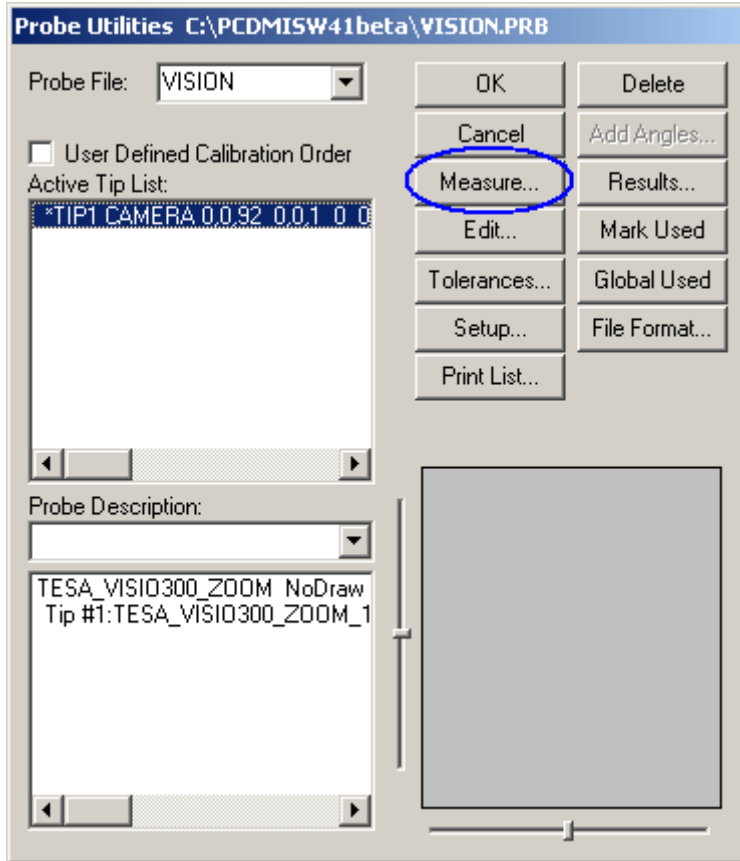 Probe Utilities C:\PCDMISW41beta\VISION.PRB
Probe File: VISION
User Defined Calibration Order
Active Tip List:
*TIP1 CAMERA 0,0,92 0,0,1 0 0
Probe Description:
TESA_VISIO300_ZOOM NoDraw
Tip #1:TESA_VISIO300_ZOOM_1
OK
Delete
Cancel
Add Angles...
Measure...
Results...
Edit...
Mark Used
Tolerances...
Global Used
Setup...
File Format...
Print List...